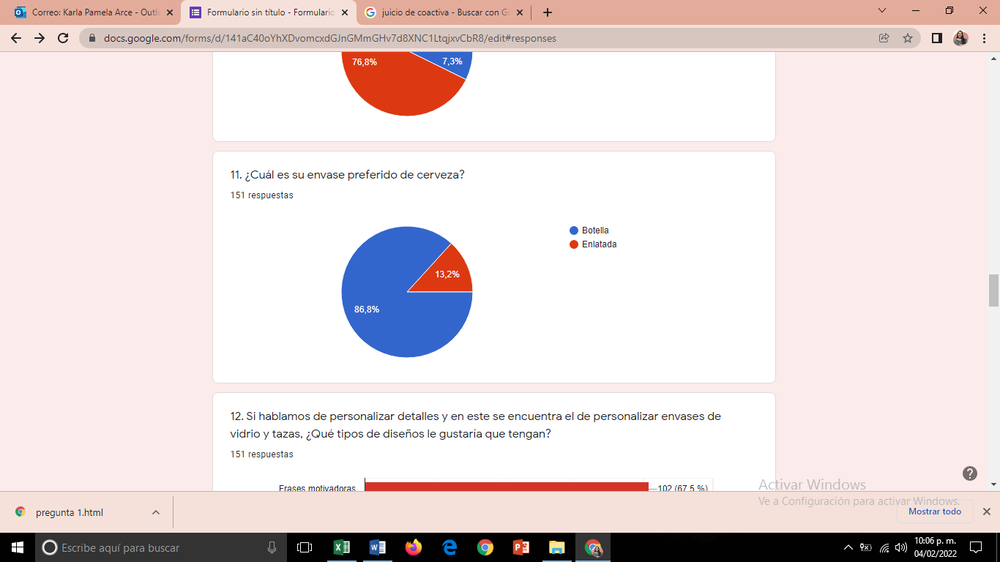 Correo: Karla Pamela Arce - Outl
Formulario sin título - Formulario
juicio de coactiva - Buscar con G
docs.google.com/forms/d/141aC40oYhXDvomcxdGJnGMmGHv7d8XNC1LtqjxvCbR8/edit#responses
76,8%
7,3%
11. ¿Cuál es su envase preferido de cerveza?
151 respuestas
Botella
Enlatada
13,2%
86,8%
12. Si hablamos de personalizar detalles y en este se encuentra el de personalizar envases de
vidrio y tazas, ¿Qué tipos de diseños le gustaría que tengan?
151 respuestas
Frases motivadoras
102 (67,5 %)
Activar Windows
Ve a Configuración para activar Windows.
pregunta 1.html
Mostrar todo
Escribe aquí para buscar
10:06 p. m.
04/02/2022